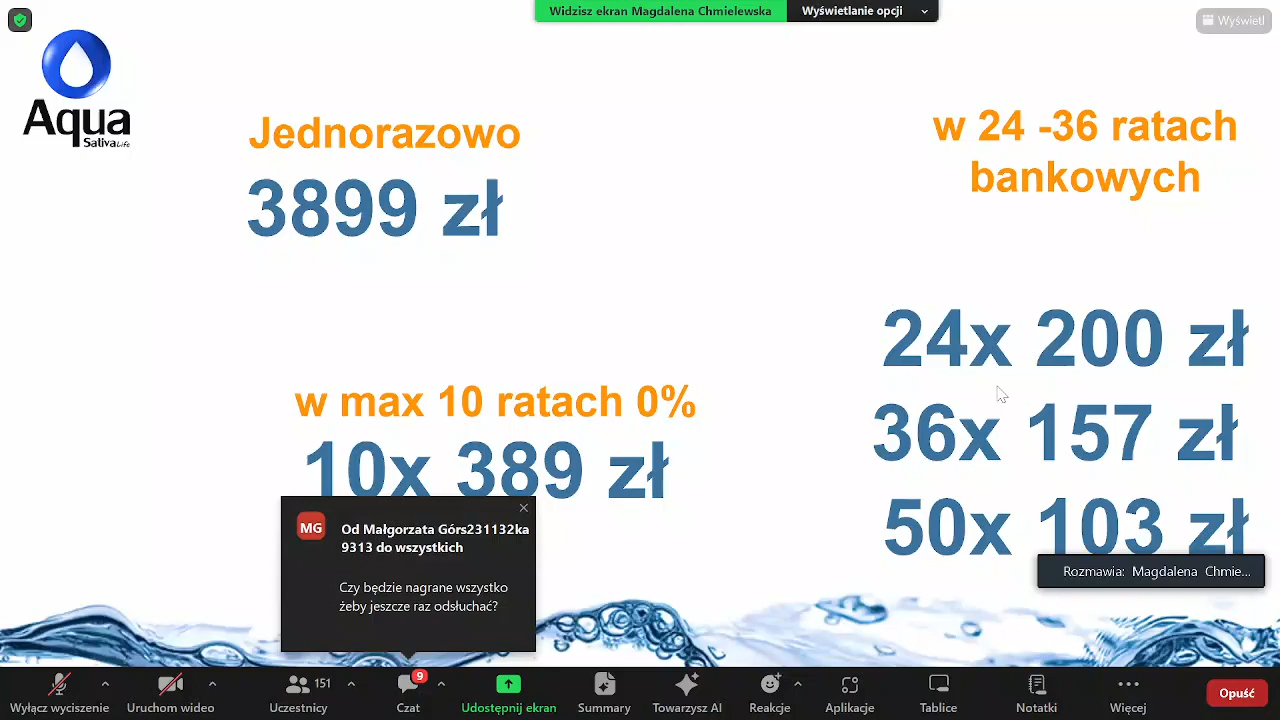 Widzisz ekran Magdalena Chmielewska
Wyświetlanie opcji
Wyświetl
Aqua
SalivaLife
Jednorazowo
3899 zł
w 24 -36 ratach
bankowych
24x 200 zł
36x 157 zł
50x 103 zł
w max 10 ratach 0%
10x 389 zł
MG
Od Małgorzata Górs231132ka
9313 do wszystkich
Czy będzie nagrane wszystko
żeby jeszcze raz odsłuchać?
Rozmawia: Magdalena Chmie...
Wyłącz wyciszenie
Uruchom wideo
151
Uczestnicy
9
Czat
Udostępnij ekran
Summary
Towarzysz AI
Reakcje
Aplikacje
Tablice
Notatki
Więcej
Opuść